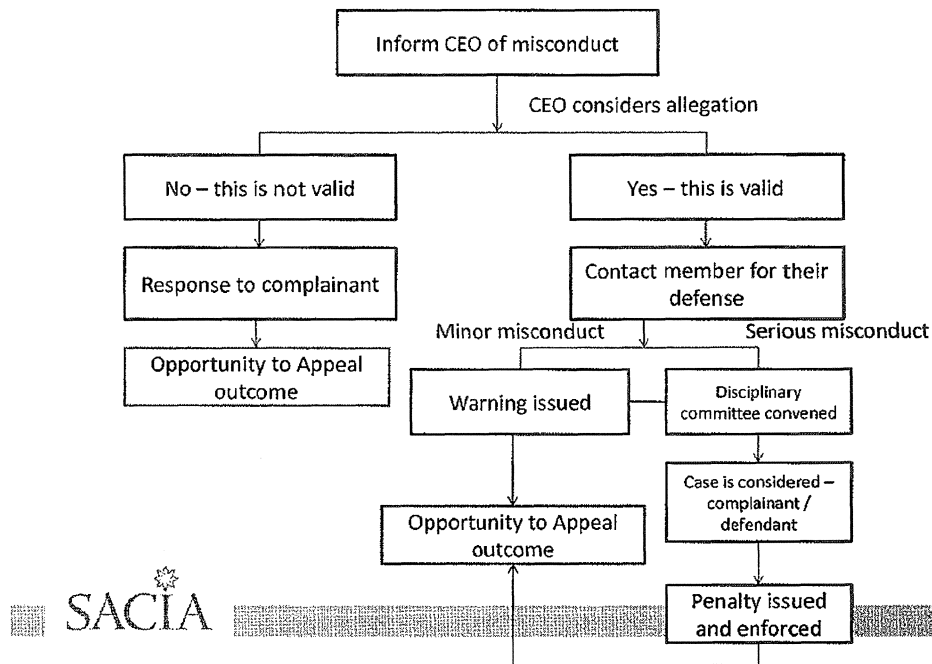 Inform CEO of misconduct
CEO considers allegation
No – this is not valid
Yes – this is valid
Response to complainant
Contact member for their
defense
Minor misconduct
Serious misconduct
Opportunity to Appeal
outcome
Warning issued
Disciplinary
committee convened
Case is considered –
complainant /
defendant
Opportunity to Appeal
outcome
Penalty issued
and enforced
SACIA